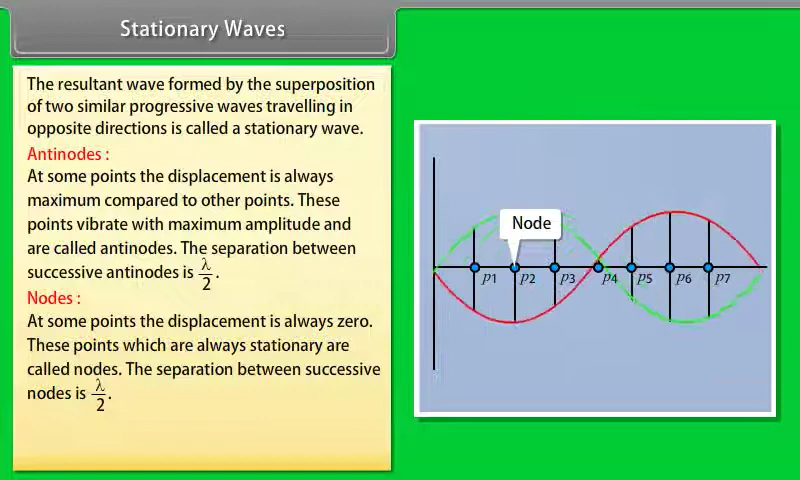 Stationary Waves
The resultant wave formed by the superposition
of two similar progressive waves travelling in
opposite directions is called a stationary wave.
Antinodes :
At some points the displacement is always
maximum compared to other points. These
points vibrate with maximum amplitude and
are called antinodes. The separation between
successive antinodes is λ/2.
Nodes :
At some points the displacement is always zero.
These points which are always stationary are
called nodes. The separation between successive
nodes is λ/2.
Node
p1 p2 p3 p4 p5 p6 p7